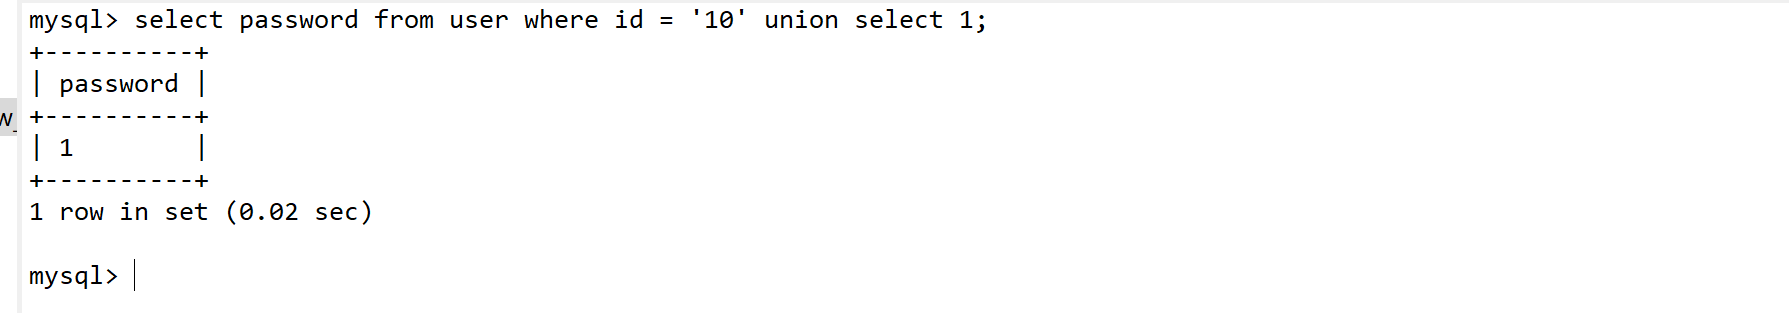 mysql> select password from user where id = '10' union select 1;
+----------+
| password |
+----------+
| 1        |
+----------+
1 row in set (0.02 sec)
mysql>